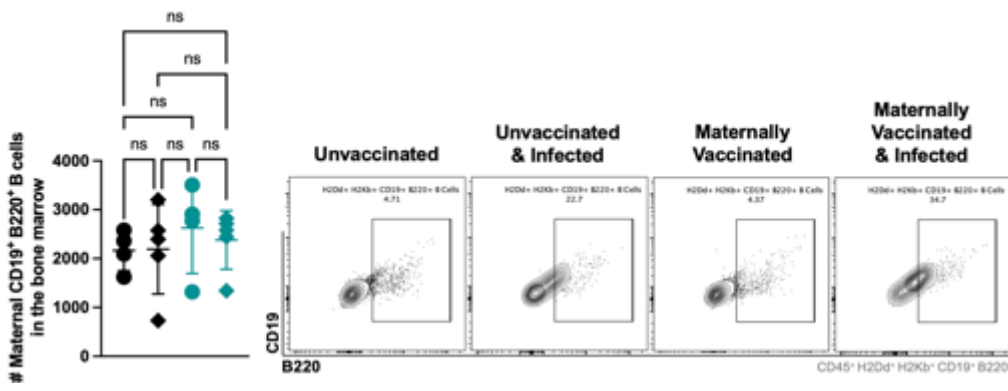 ns
ns
ns
ns
ns
ns
# Maternal CD19⁺ B220⁺ B cells
in the bone marrow
4000
3000
2000
1000
0
Unvaccinated
Unvaccinated
& Infected
Maternally
Vaccinated
Maternally
Vaccinated
& Infected
H2Dd+ H2Kb+ CD19+ B220+ B Cells
4.71
H2Dd+ H2Kb+ CD19+ B220+ B Cells
22.7
H2Dd+ H2Kb+ CD19+ B220+ B Cells
4.37
H2Dd+ H2Kb+ CD19+ B220+ B Cells
34.7
CD19
B220
CD45⁺ H2Dd⁺ H2Kb⁺ CD19⁺ B220